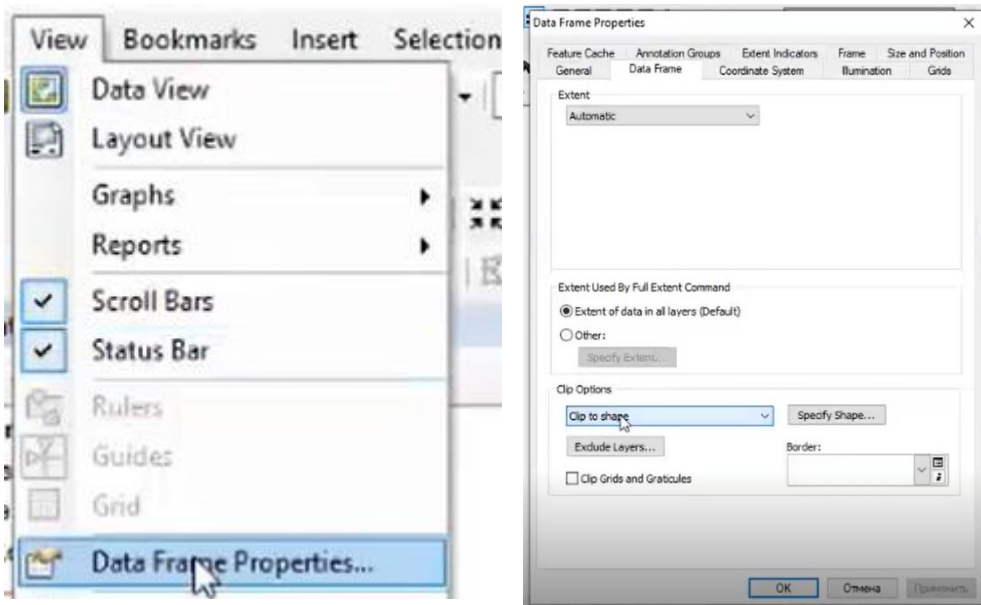 View Bookmarks Insert Selection
Data View
Layout View
Graphs
Reports
Scroll Bars
Status Bar
Rulers
Guides
Grid
Data Frame Properties...
Data Frame Properties
Feature Cache Annotation Groups Extent Indicators Frame Size and Position
General Data Frame Coordinate System Illumination Grids
Extent
Automatic
Extent Used By Full Extent Command
Extent of data in all layers (Default)
Other:
Specify Extent...
Clip Options
Clip to shape Specify Shape...
Exclude Layers... Border:
Clip Grids and Graticules
OK Отмена Применить